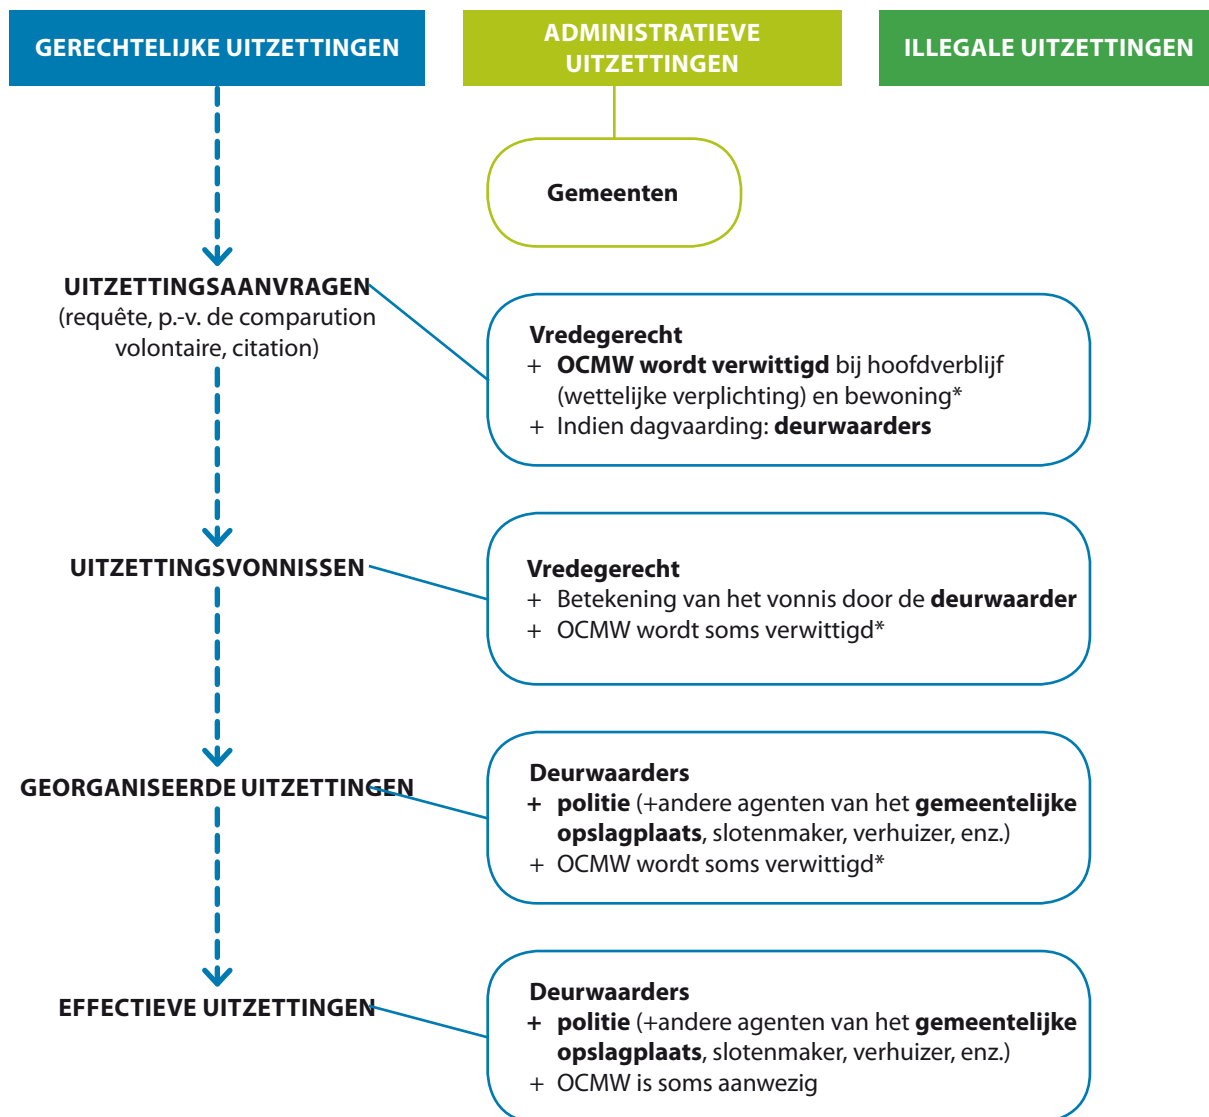 GERECHTELIJKE UITZETTINGEN
ADMINISTRATIEVE
UITZETTINGEN
ILLEGALE UITZETTINGEN
Gemeenten
UITZETTINGSAANVRAGEN
(requête, p.-v. de comparution
volontaire, citation)
Vredegerecht
+ OCMW wordt verwittigd bij hoofdverblijf
(wettelijke verplichting) en bewoning*
+ Indien dagvaarding: deurwaarders
UITZETTINGSVONNISSEN
Vredegerecht
+ Betekening van het vonnis door de deurwaarder
+ OCMW wordt soms verwittigd*
GEORGANISEERDE UITZETTINGEN
Deurwaarders
+ politie (+andere agenten van het gemeentelijke
opslagplaats, slotenmaker, verhuizer, enz.)
+ OCMW wordt soms verwittigd*
EFFECTIEVE UITZETTINGEN
Deurwaarders
+ politie (+andere agenten van het gemeentelijke
opslagplaats, slotenmaker, verhuizer, enz.)
+ OCMW is soms aanwezig